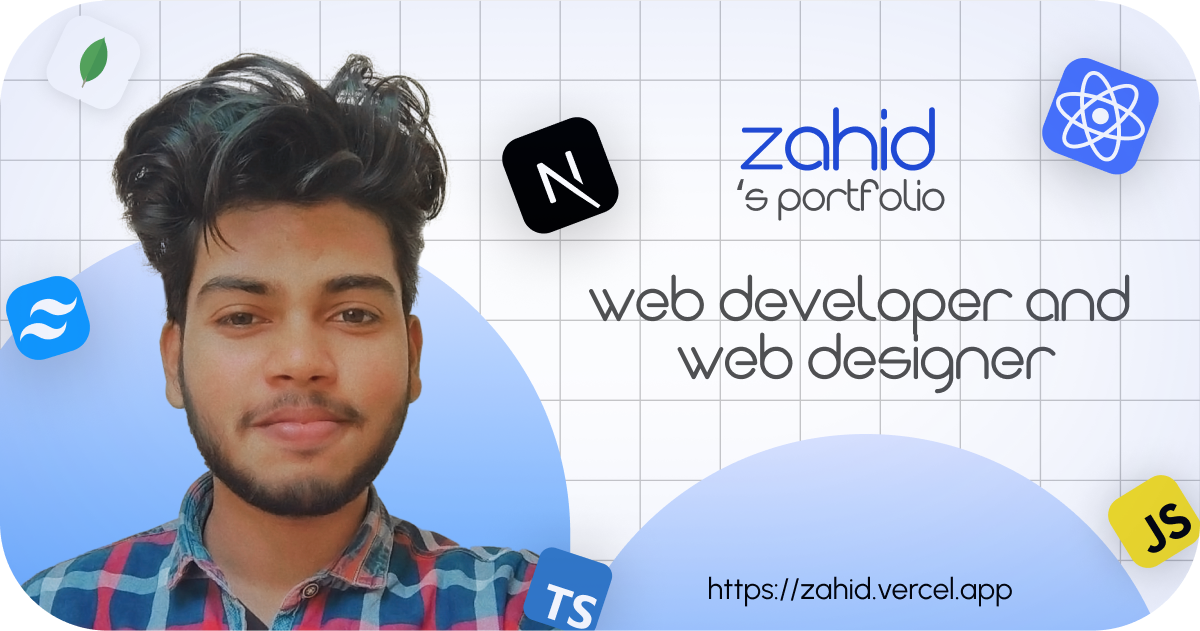 zahid
's portfolio
web developer and
web designer
https://zahid.vercel.app
N
TS
JS